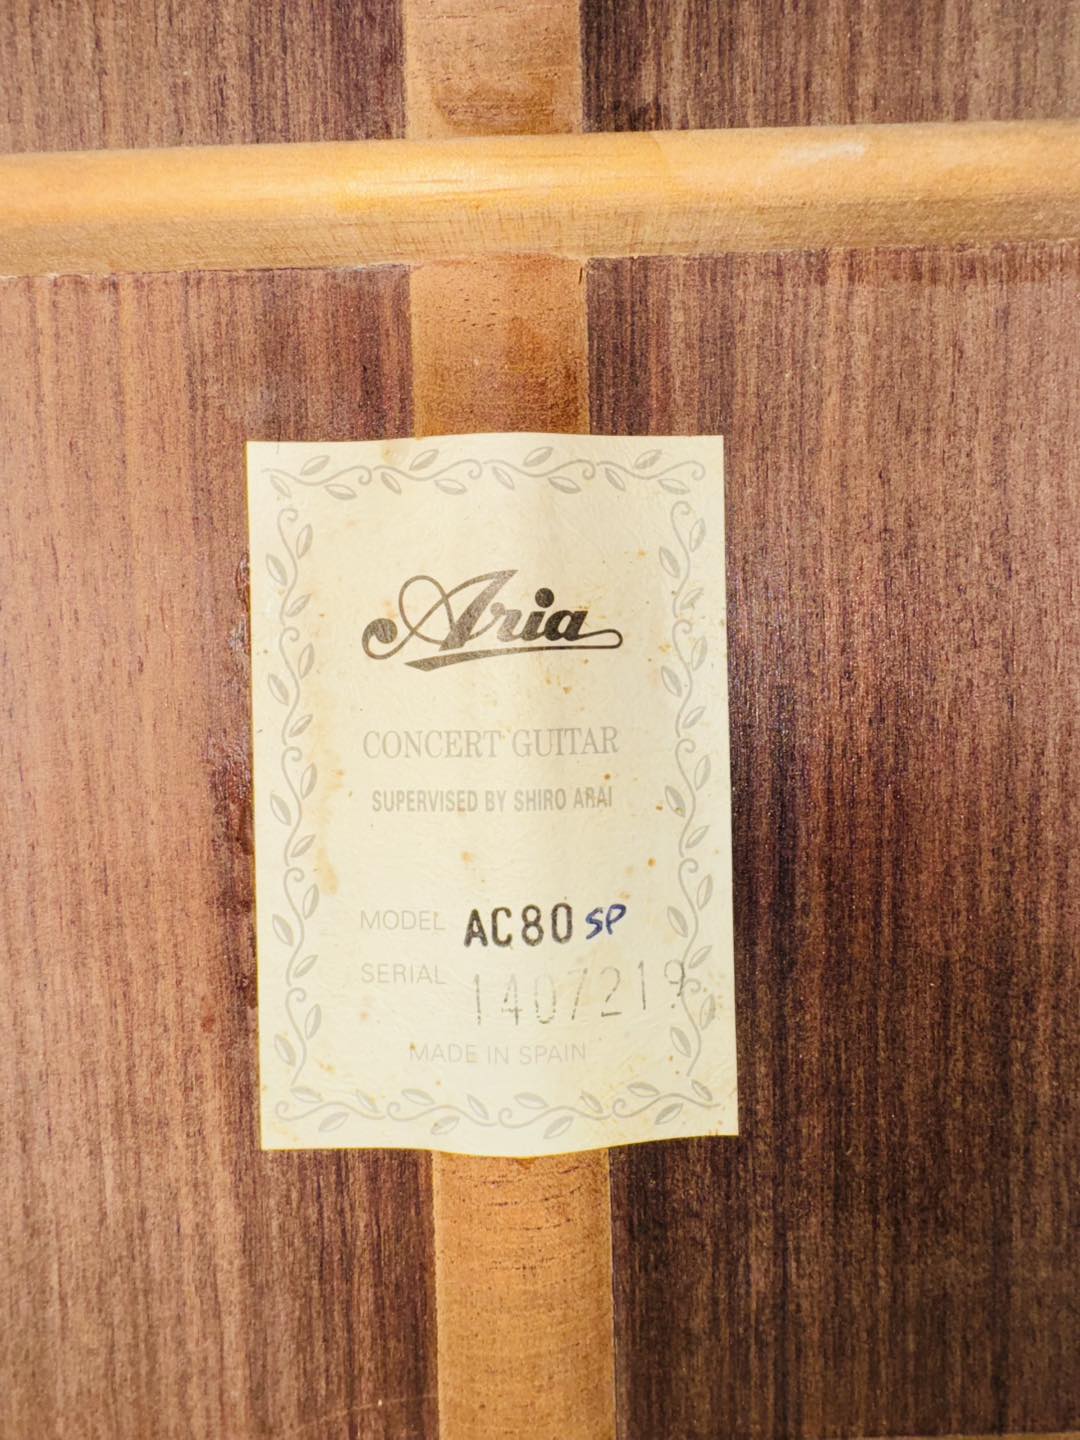 Aria
CONCERT GUITAR
SUPERVISED BY SHIRO ARAI
MODEL AC80 SP
SERIAL 1407219
MADE IN SPAIN